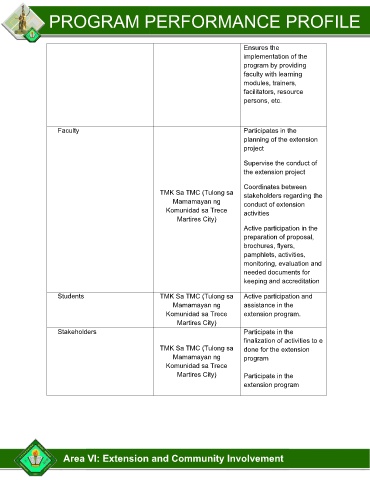 PROGRAM PERFORMANCE PROFILE
Ensures the
implementation of the
program by providing
faculty with learning
modules, trainers,
facilitators, resource
persons, etc.
Faculty
TMK Sa TMC (Tulong sa
Mamamayan ng
Komunidad sa Trece
Martires City)
Participates in the
planning of the extension
project
Supervise the conduct of
the extension project
Coordinates between
stakeholders regarding the
conduct of extension
activities
Active participation in the
preparation of proposal,
brochures, flyers,
pamphlets, activities,
monitoring, evaluation and
needed documents for
keeping and accreditation
Students
TMK Sa TMC (Tulong sa
Mamamayan ng
Komunidad sa Trece
Martires City)
Active participation and
assistance in the
extension program.
Stakeholders
TMK Sa TMC (Tulong sa
Mamamayan ng
Komunidad sa Trece
Martires City)
Participate in the
finalization of activities to e
done for the extension
program
Participate in the
extension program
Area VI: Extension and Community Involvement